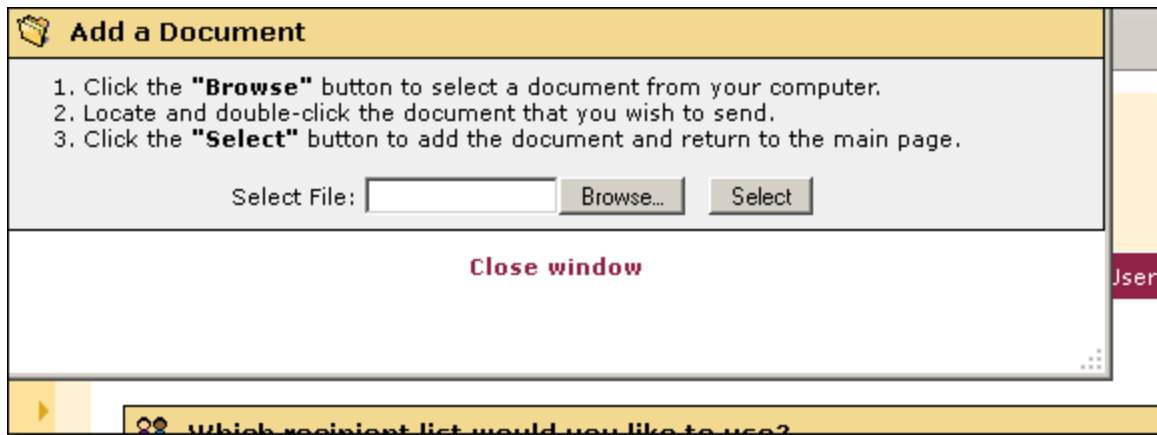 Add a Document
1. Click the "Browse" button to select a document from your computer.
2. Locate and double-click the document that you wish to send.
3. Click the "Select" button to add the document and return to the main page.
Select File: Browse... Select
Close window
User
Which recipient list would you like to use?